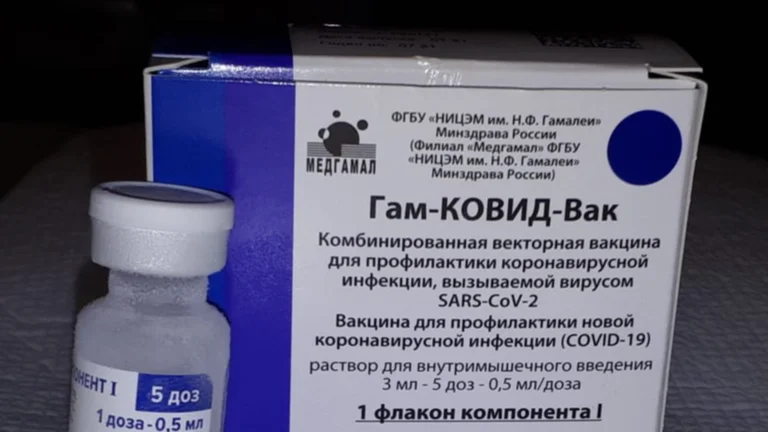 07 21
МЕДГАМАЛ
ФГБУ «НИЦЭМ им. Н.Ф. Гамалеи»
Минздрава России
(Филиал «Медгамал» ФГБУ
«НИЦЭМ им. Н.Ф. Гамалеи»
Минздрава России)
Гам-КОВИД-Вак
Комбинированная векторная вакцина
для профилактики коронавирусной
инфекции, вызываемой вирусом
SARS-CoV-2
Вакцина для профилактики новой
коронавирусной инфекции (COVID-19)
раствор для внутримышечного введения
3 мл - 5 доз - 0,5 мл/доза
1 флакон компонента I
ОНЕНТ I
5 доз
1 доза - 0,5 мл